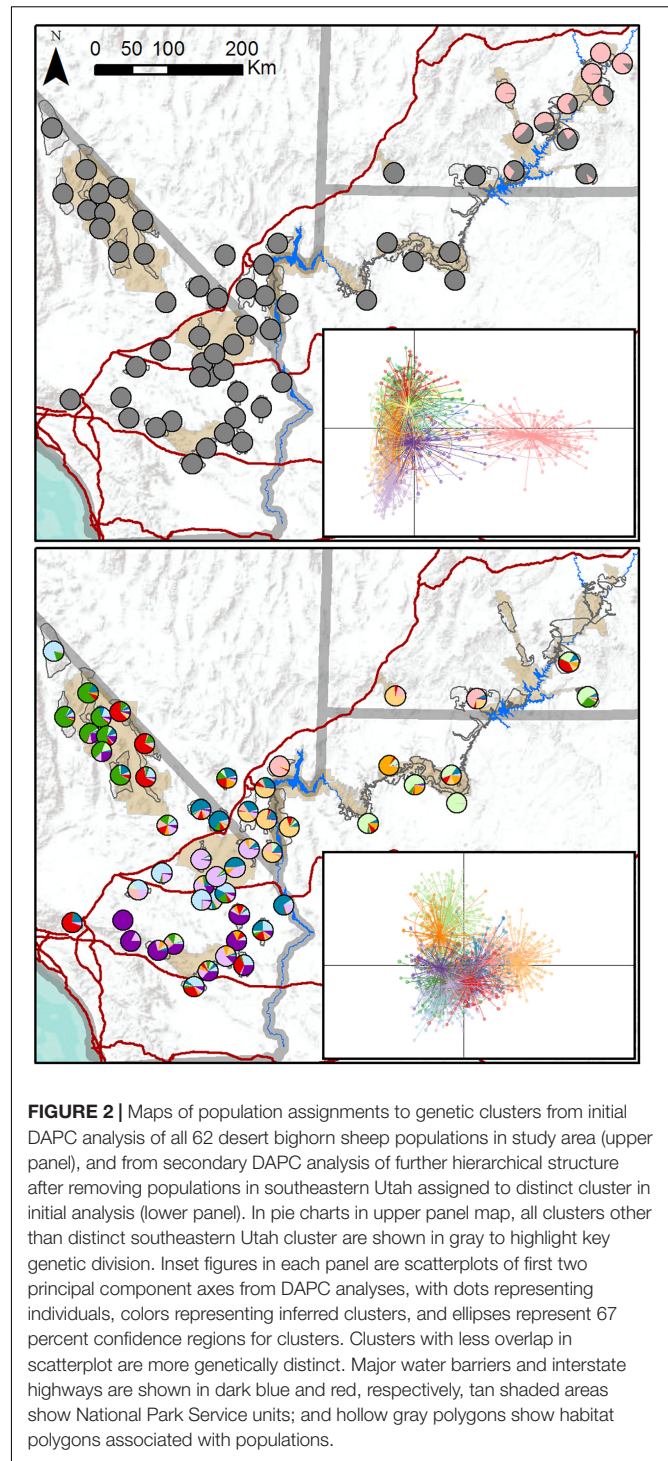 N
0 50 100 200
Km
FIGURE 2 | Maps of population assignments to genetic clusters from initial
DAPC analysis of all 62 desert bighorn sheep populations in study area (upper
panel), and from secondary DAPC analysis of further hierarchical structure
after removing populations in southeastern Utah assigned to distinct cluster in
initial analysis (lower panel). In pie charts in upper panel map, all clusters other
than distinct southeastern Utah cluster are shown in gray to highlight key
genetic division. Inset figures in each panel are scatterplots of first two
principal component axes from DAPC analyses, with dots representing
individuals, colors representing inferred clusters, and ellipses represent 67
percent confidence regions for clusters. Clusters with less overlap in
scatterplot are more genetically distinct. Major water barriers and interstate
highways are shown in dark blue and red, respectively, tan shaded areas
show National Park Service units; and hollow gray polygons show habitat
polygons associated with populations.